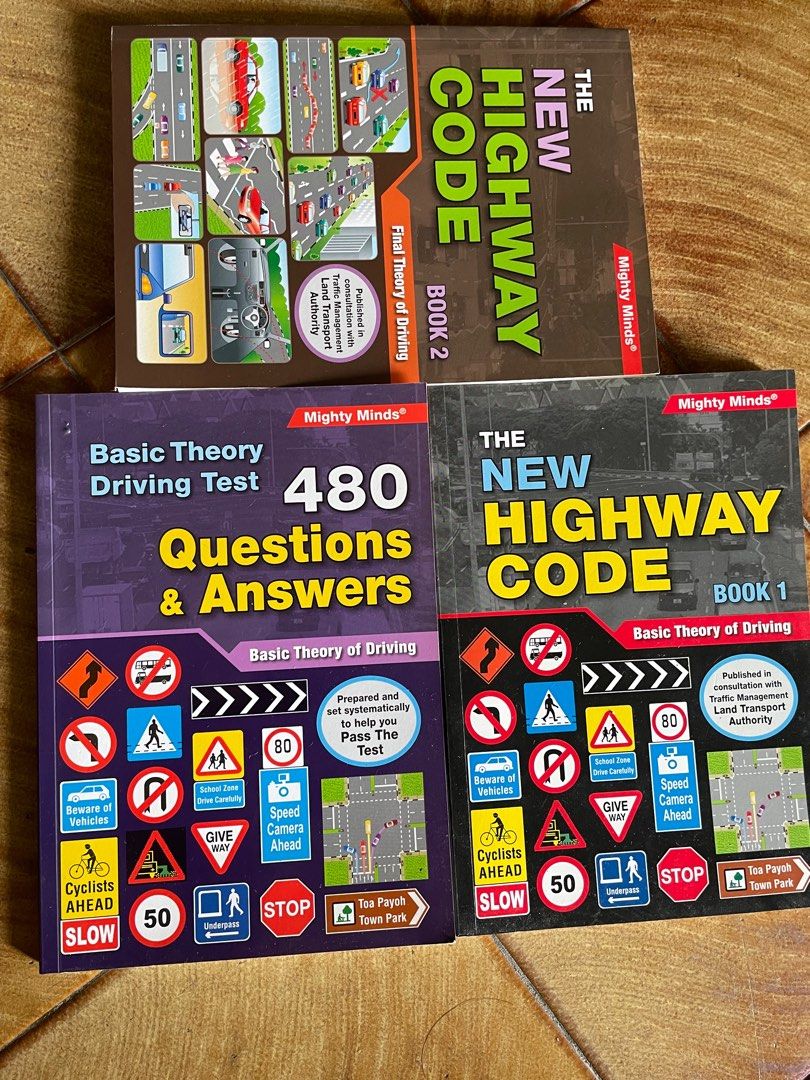 THE
NEW
HIGHWAY
CODE
BOOK 2
Mighty Minds®
Final Theory of Driving
Published in
consultation with
Traffic Management
Land Transport
Authority
Mighty Minds®
Basic Theory
Driving Test
480
Questions
& Answers
Basic Theory of Driving
Prepared and
set systematically
to help you
Pass The
Test
80
Beware of
Vehicles
School Zone
Drive Carefully
Speed
Camera
Ahead
GIVE
WAY
Cyclists
AHEAD
SLOW
50
Underpass
STOP
Toa Payoh
Town Park
Mighty Minds®
THE
NEW
HIGHWAY
CODE
BOOK 1
Basic Theory of Driving
Published in
consultation with
Traffic Management
Land Transport
Authority
80
Beware of
Vehicles
School Zone
Drive Carefully
Speed
Camera
Ahead
GIVE
WAY
Cyclists
AHEAD
SLOW
50
Underpass
STOP
Toa Payoh
Town Park